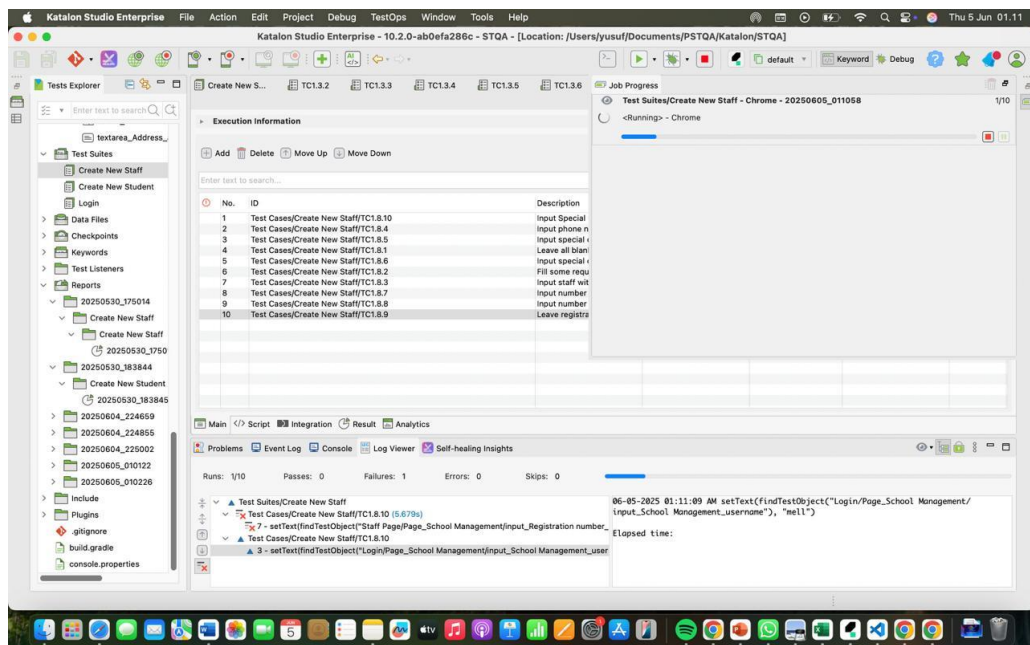 Katalon Studio Enterprise File Action Edit Project Debug TestOps Window Tools Help Thu 5 Jun 01.11
Katalon Studio Enterprise - 10.2.0-ab0efa286c - STQA - [Location: /Users/yusuf/Documents/PSTQA/Katalon/STQA]
default Keyword Debug
Tests Explorer
Enter text to search
textarea_Address_
Test Suites
Create New Staff
Create New Student
Login
Data Files
Checkpoints
Keywords
Test Listeners
Reports
20250530_175014
Create New Staff
Create New Staff
20250530_1750
20250530_183844
Create New Student
20250530_183845
20250604_224659
20250604_224855
20250604_225002
20250605_010122
20250605_010226
Include
Plugins
.gitignore
build.gradle
console.properties
Create New S... TC1.3.2 TC1.3.3 TC1.3.4 TC1.3.5 TC1.3.6
Execution Information
Add Delete Move Up Move Down
Enter text to search...
No. ID Description
1 Test Cases/Create New Staff/TC1.8.10 Input Special
2 Test Cases/Create New Staff/TC1.8.4 Input phone n
3 Test Cases/Create New Staff/TC1.8.5 Input special
4 Test Cases/Create New Staff/TC1.8.1 Leave all blan
5 Test Cases/Create New Staff/TC1.8.6 Input special
6 Test Cases/Create New Staff/TC1.8.2 Fill some requ
7 Test Cases/Create New Staff/TC1.8.3 Input staff wit
8 Test Cases/Create New Staff/TC1.8.7 Input number
9 Test Cases/Create New Staff/TC1.8.8 Input number
10 Test Cases/Create New Staff/TC1.8.9 Leave registra
Job Progress
Test Suites/Create New Staff - Chrome - 20250605_011058 1/10
<Running> - Chrome
Main </> Script Integration Result Analytics
Problems Event Log Console Log Viewer Self-healing Insights
Runs: 1/10 Passes: 0 Failures: 1 Errors: 0 Skips: 0
Test Suites/Create New Staff
Test Cases/Create New Staff/TC1.8.10 (5.679s)
7 - setText(findTestObject("Staff Page/Page_School Management/input_Registration number_
Test Cases/Create New Staff/TC1.8.10
3 - setText(findTestObject("Login/Page_School Management/input_School Management_user
06-05-2025 01:11:09 AM setText(findTestObject("Login/Page_School Management/
input_School Management_username"), "mell")
Elapsed time:
JUN
5
tv